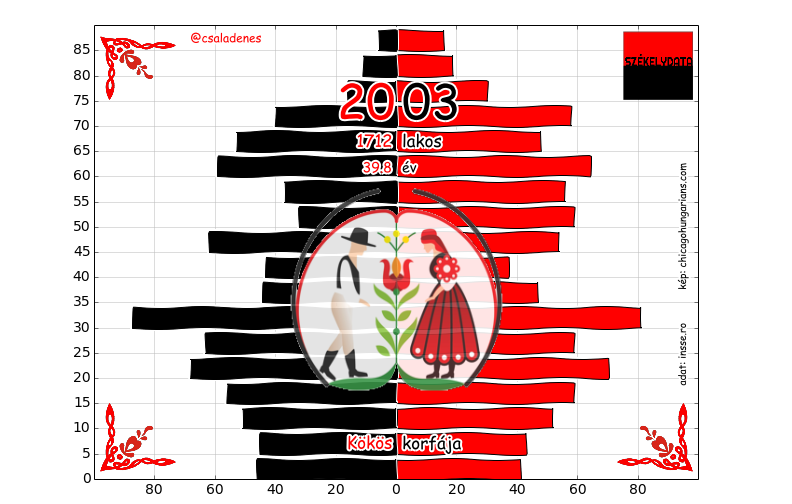 @csaladenes
SZÉKELYDATA
2003
1712 lakos
39.8 év
kép: chicagohungarians.com
adat: insse.ro
Kökös korfája
85
80
75
70
65
60
55
50
45
40
35
30
25
20
15
10
5
0
80 60 40 20 0 20 40 60 80